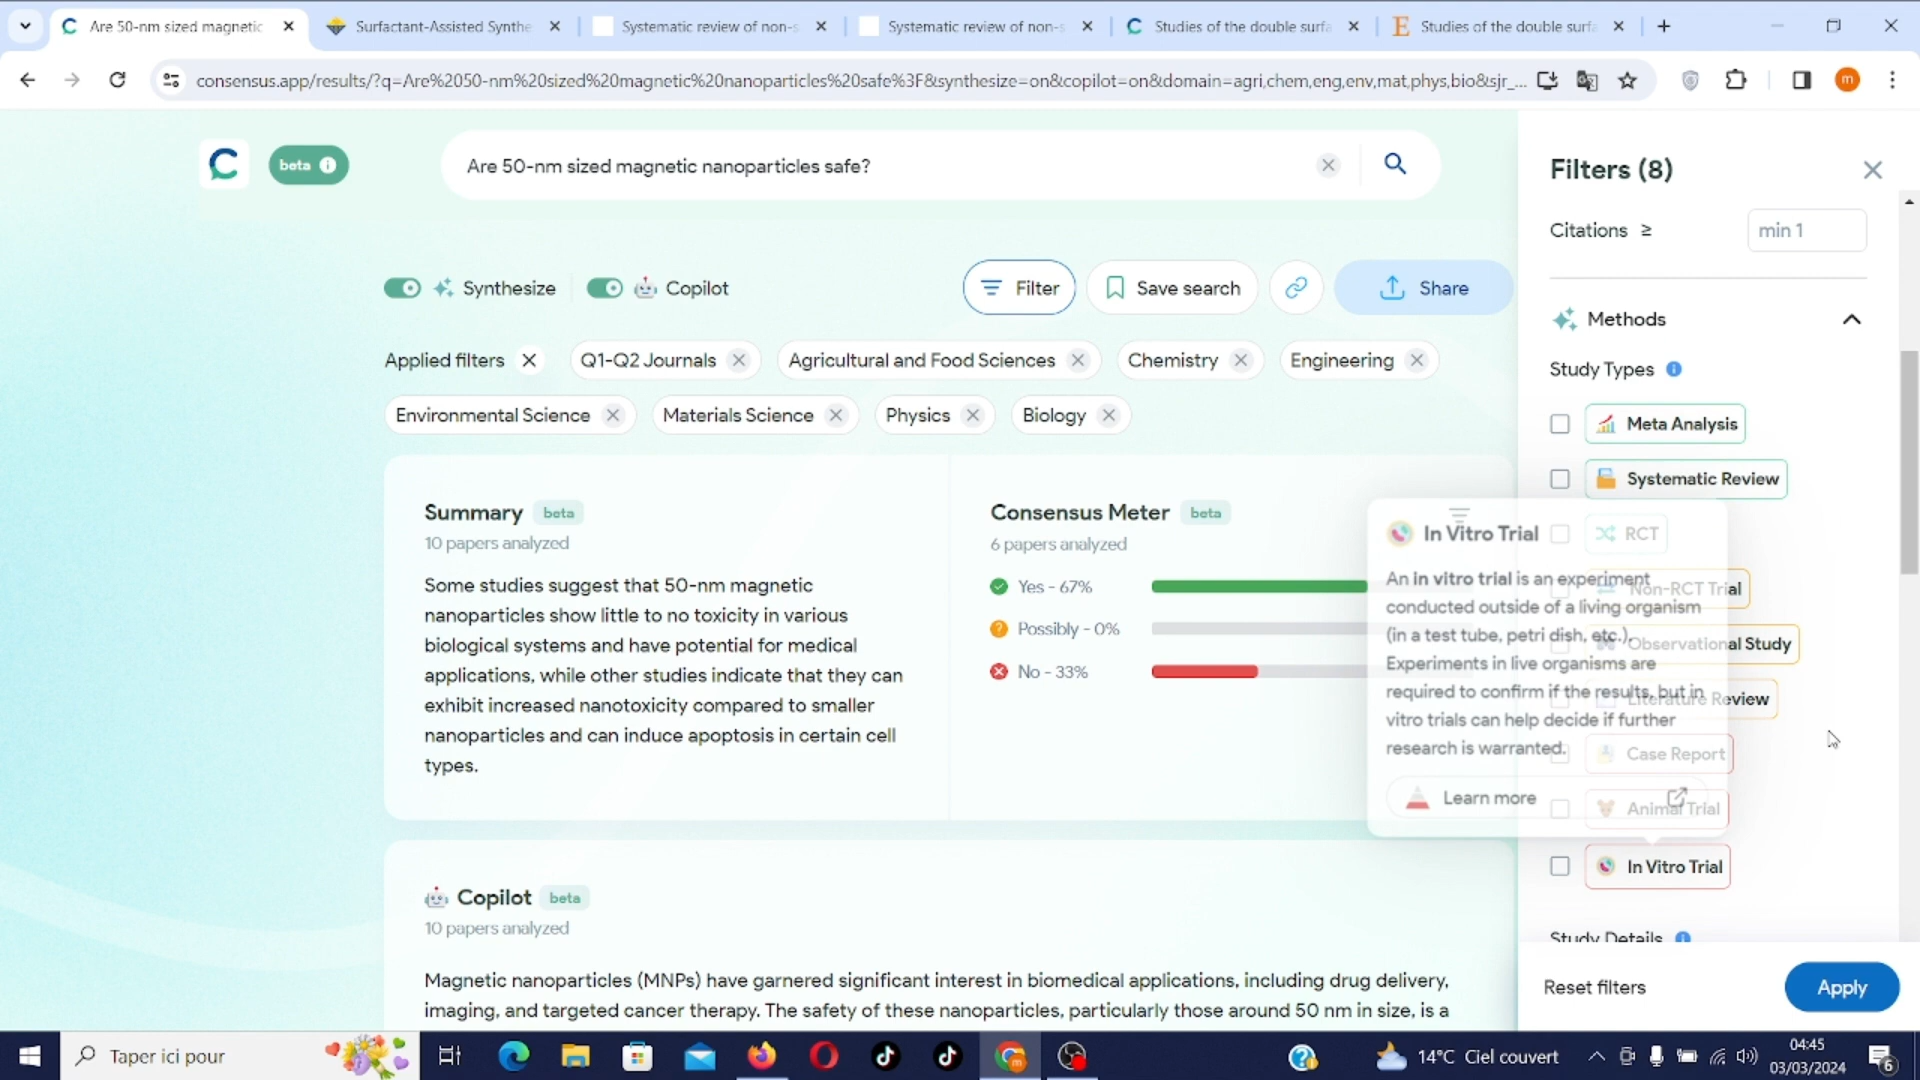 Are 50-nm sized magnetic
Surfactant-Assisted Synthe
Systematic review of non-s
Systematic review of non-s
Studies of the double surfa
Studies of the double surfa
consensus.app/results/?q=Are%2050-nm%20sized%20magnetic%20nanoparticles%20safe%3F&synthesize=on&copilot=on&domain=agri,chem,eng,env,mat,phys,bio&sjr_...
m
beta
Are 50-nm sized magnetic nanoparticles safe?
Synthesize
Copilot
Filter
Save search
Share
Applied filters
Q1-Q2 Journals
Agricultural and Food Sciences
Chemistry
Engineering
Environmental Science
Materials Science
Physics
Biology
Summary beta
10 papers analyzed
Some studies suggest that 50-nm magnetic
nanoparticles show little to no toxicity in various
biological systems and have potential for medical
applications, while other studies indicate that they can
exhibit increased nanotoxicity compared to smaller
nanoparticles and can induce apoptosis in certain cell
types.
Consensus Meter beta
6 papers analyzed
Yes - 67%
Possibly - 0%
No - 33%
Copilot beta
10 papers analyzed
Magnetic nanoparticles (MNPs) have garnered significant interest in biomedical applications, including drug delivery,
imaging, and targeted cancer therapy. The safety of these nanoparticles, particularly those around 50 nm in size, is a
In Vitro Trial
An in vitro trial is an experiment
conducted outside of a living organism
(in a test tube, petri dish, etc.).
Experiments in live organisms are
required to confirm if the results, but in
vitro trials can help decide if further
research is warranted.
Learn more
Filters (8)
Citations ≥
min 1
Methods
Study Types
Meta Analysis
Systematic Review
RCT
Non-RCT Trial
Observational Study
Literature Review
Case Report
Animal Trial
In Vitro Trial
Study Details
Reset filters
Apply
Taper ici pour
14°C Ciel couvert
04:45
03/03/2024
6